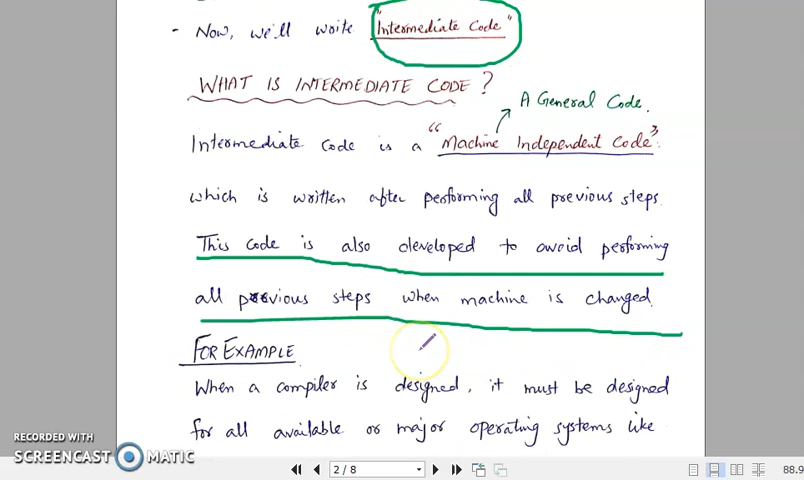 - Now, we'll write "Intermediate Code"
WHAT IS INTERMEDIATE CODE?
A General Code.
Intermediate Code is a "Machine Independent Code".
which is written after performing all previous steps.
This Code is also developed to avoid performing
all previous steps when machine is changed.
FOR EXAMPLE
When a compiler is designed, it must be designed
for all available or major operating systems like
RECORDED WITH
SCREENCAST MATIC
2 / 8
88.9